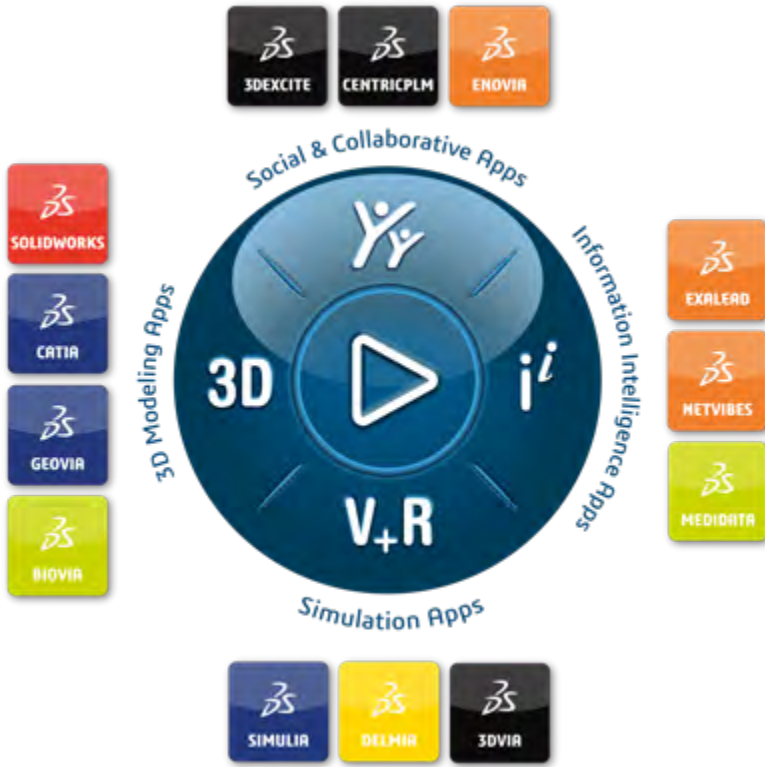 3DEXCITE
CENTRICPLM
ENOVIA
Social & Collaborative Apps
SOLIDWORKS
CATIA
GEOVIA
BIOVIA
3D Modeling Apps
3D
i i
V+R
Information Intelligence Apps
EXALEAD
NETVIBES
MEDIDATA
Simulation Apps
SIMULIA
DELMIA
3DVIA